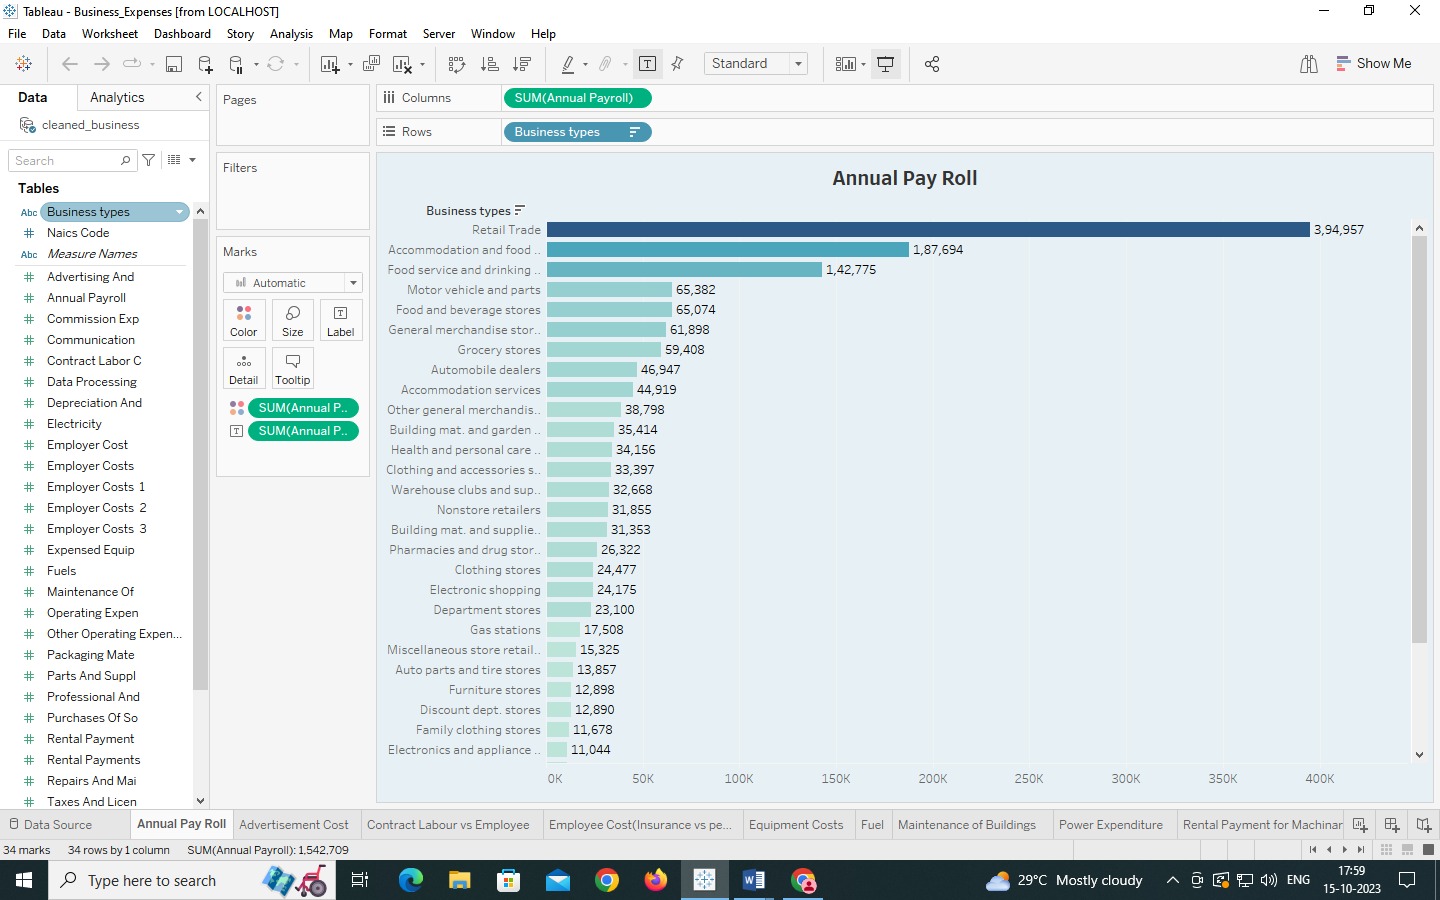 Tableau - Business_Expenses [from LOCALHOST]
File Data Worksheet Dashboard Story Analysis Map Format Server Window Help
Standard
Show Me
Data Analytics
cleaned_business
Search
Tables
Abc Business types
# Naics Code
Abc Measure Names
# Advertising And
# Annual Payroll
# Commission Exp
# Communication
# Contract Labor C
# Data Processing
# Depreciation And
# Electricity
# Employer Cost
# Employer Costs
# Employer Costs 1
# Employer Costs 2
# Employer Costs 3
# Expensed Equip
# Fuels
# Maintenance Of
# Operating Expen
# Other Operating Expen...
# Packaging Mate
# Parts And Suppl
# Professional And
# Purchases Of So
# Rental Payment
# Rental Payments
# Repairs And Mai
# Taxes And Licen
Pages
Filters
Marks
Automatic
Color Size Label
Detail Tooltip
SUM(Annual P..
SUM(Annual P..
Columns SUM(Annual Payroll)
Rows Business types
Annual Pay Roll
Business types
Retail Trade 3,94,957
Accommodation and food .. 1,87,694
Food service and drinking .. 1,42,775
Motor vehicle and parts 65,382
Food and beverage stores 65,074
General merchandise stor.. 61,898
Grocery stores 59,408
Automobile dealers 46,947
Accommodation services 44,919
Other general merchandis.. 38,798
Building mat. and garden .. 35,414
Health and personal care .. 34,156
Clothing and accessories s.. 33,397
Warehouse clubs and sup.. 32,668
Nonstore retailers 31,855
Building mat. and supplie.. 31,353
Pharmacies and drug stor.. 26,322
Clothing stores 24,477
Electronic shopping 24,175
Department stores 23,100
Gas stations 17,508
Miscellaneous store retail.. 15,325
Auto parts and tire stores 13,857
Furniture stores 12,898
Discount dept. stores 12,890
Family clothing stores 11,678
Electronics and appliance .. 11,044
0K 50K 100K 150K 200K 250K 300K 350K 400K
Data Source Annual Pay Roll Advertisement Cost Contract Labour vs Employee Employee Cost(Insurance vs pe... Equipment Costs Fuel Maintenance of Buildings Power Expenditure Rental Payment for Machinar
34 marks 34 rows by 1 column SUM(Annual Payroll): 1,542,709
Type here to search
29°C Mostly cloudy
ENG
17:59
15-10-2023